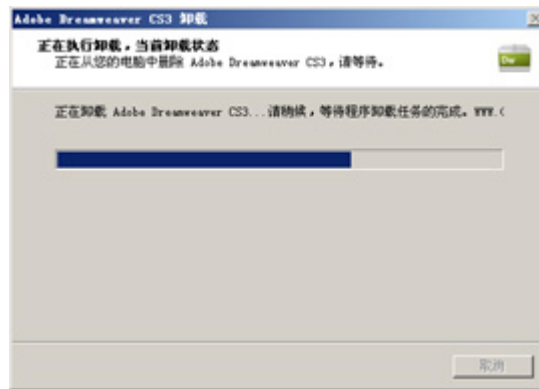 Adobe Dreamweaver CS3 卸载
正在执行卸载，当前卸载状态
正在从您的电脑中删除 Adobe Dreamweaver CS3，请等待。
Dw
正在卸载 Adobe Dreamweaver CS3...请稍候，等待程序卸载任务的完成。 WWW.
取消